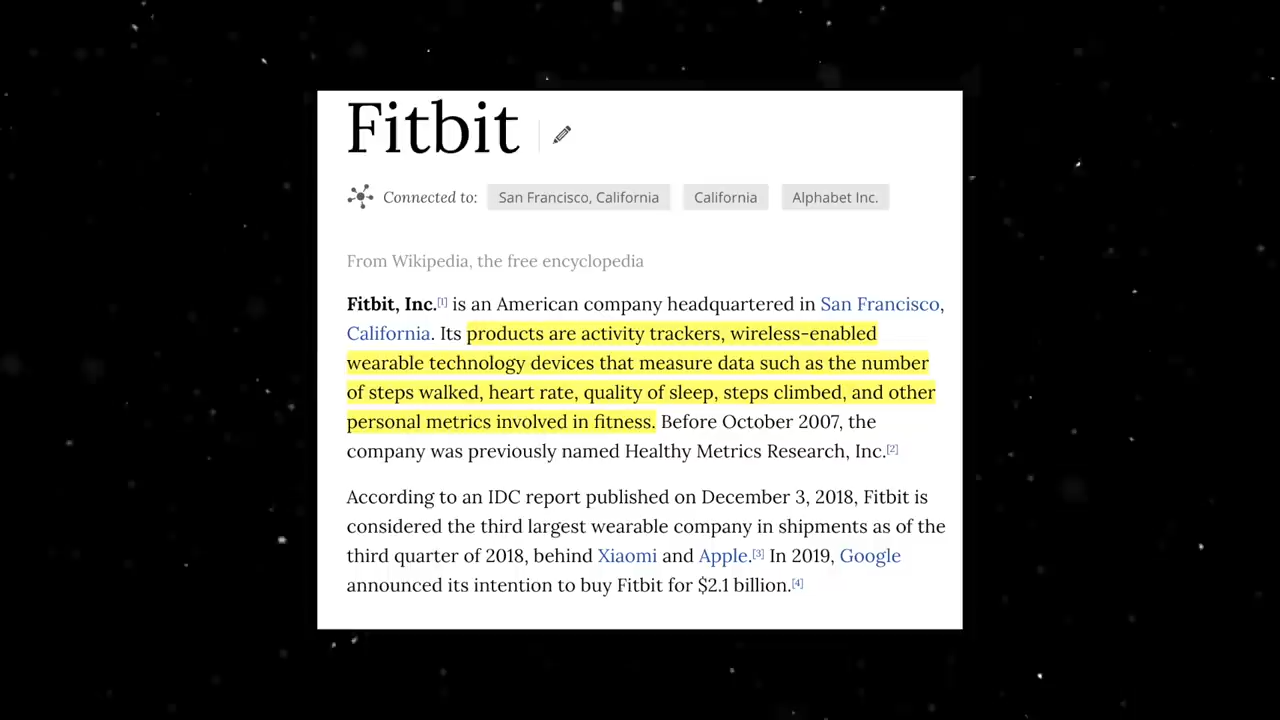 Fitbit
Connected to: San Francisco, California California Alphabet Inc.
From Wikipedia, the free encyclopedia
Fitbit, Inc.[1] is an American company headquartered in San Francisco,
California. Its products are activity trackers, wireless-enabled
wearable technology devices that measure data such as the number
of steps walked, heart rate, quality of sleep, steps climbed, and other
personal metrics involved in fitness. Before October 2007, the
company was previously named Healthy Metrics Research, Inc.[2]
According to an IDC report published on December 3, 2018, Fitbit is
considered the third largest wearable company in shipments as of the
third quarter of 2018, behind Xiaomi and Apple.[3] In 2019, Google
announced its intention to buy Fitbit for $2.1 billion.[4]